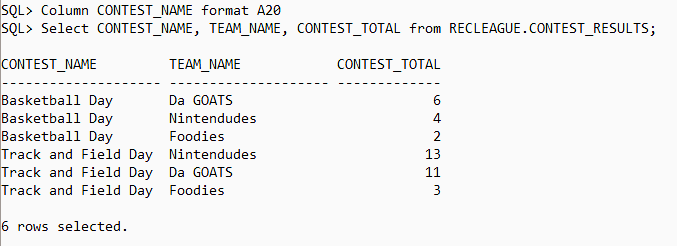 SQL> Column CONTEST_NAME format A20
SQL> Select CONTEST_NAME, TEAM_NAME, CONTEST_TOTAL from RECLEAGUE.CONTEST_RESULTS;
CONTEST_NAME         TEAM_NAME            CONTEST_TOTAL
-------------------- -------------------- -------------
Basketball Day       Da GOATS                         6
Basketball Day       Nintendudes                      4
Basketball Day       Foodies                          2
Track and Field Day  Nintendudes                     13
Track and Field Day  Da GOATS                        11
Track and Field Day  Foodies                          3
6 rows selected.